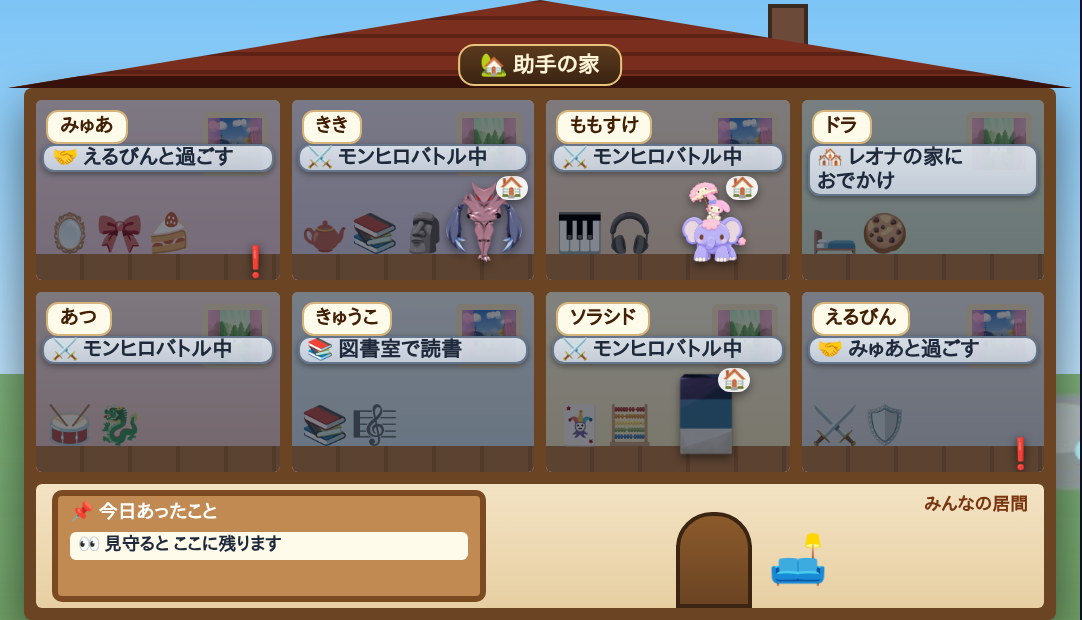 助手の家
みゅあ
えるびんと過ごす
きき
モンヒロバトル中
ももすけ
モンヒロバトル中
ドラ
レオナの家に
おでかけ
あつ
モンヒロバトル中
きゅうこ
図書室で読書
ソラシド
モンヒロバトル中
えるびん
みゅあと過ごす
今日あったこと
見守ると ここに残ります
みんなの居間